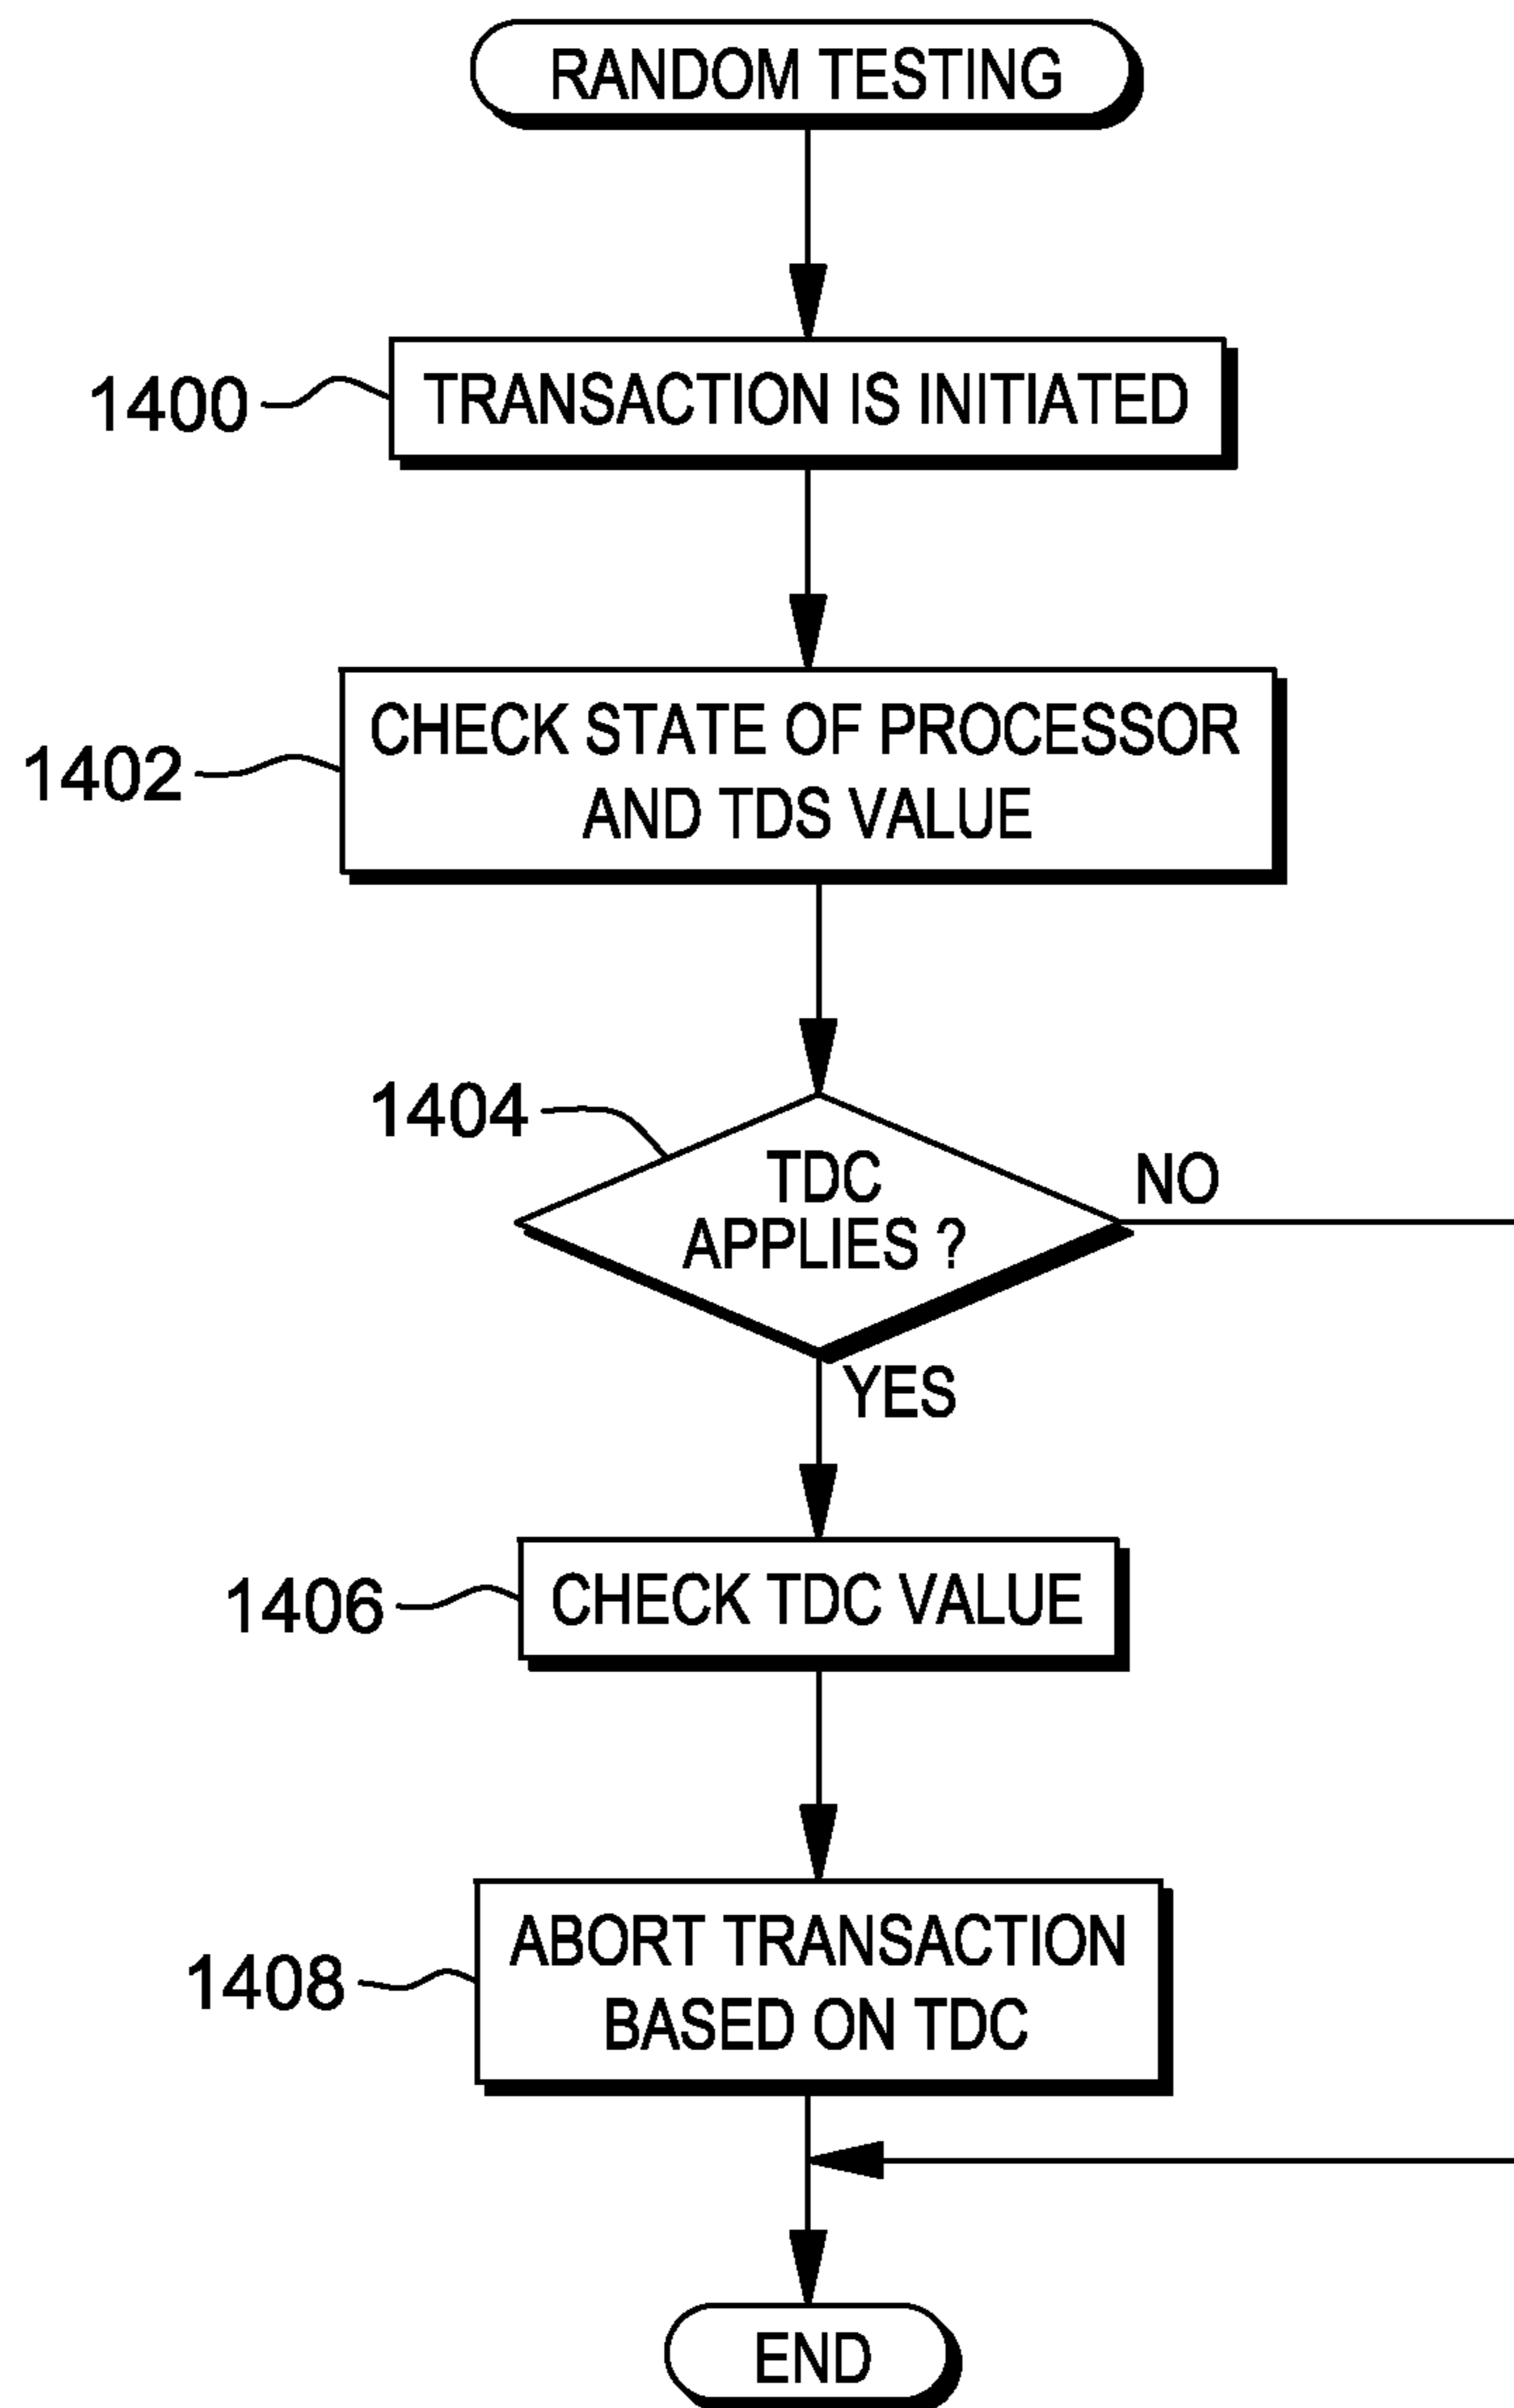 RANDOM TESTING
1400
TRANSACTION IS INITIATED
1402
CHECK STATE OF PROCESSOR
AND TDS VALUE
1404
TDC
APPLIES ?
NO
YES
1406
CHECK TDC VALUE
1408
ABORT TRANSACTION
BASED ON TDC
END